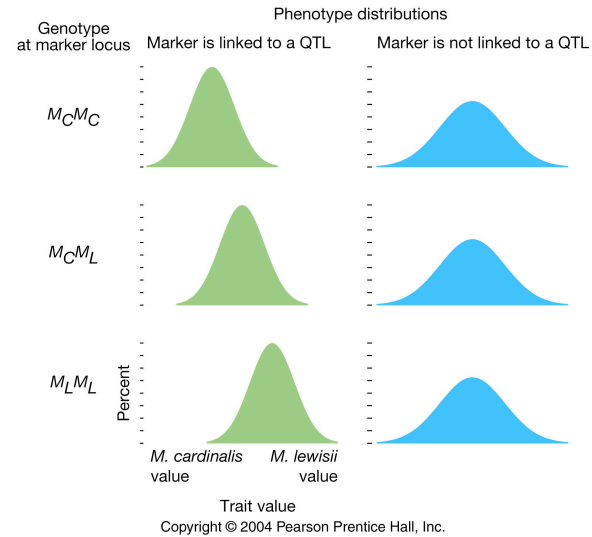 Phenotype distributions
Genotype
at marker locus
Marker is linked to a QTL
Marker is not linked to a QTL
MCMC
MCML
MLML
Percent
M. cardinalis
value
M. lewisii
value
Trait value
Copyright © 2004 Pearson Prentice Hall, Inc.